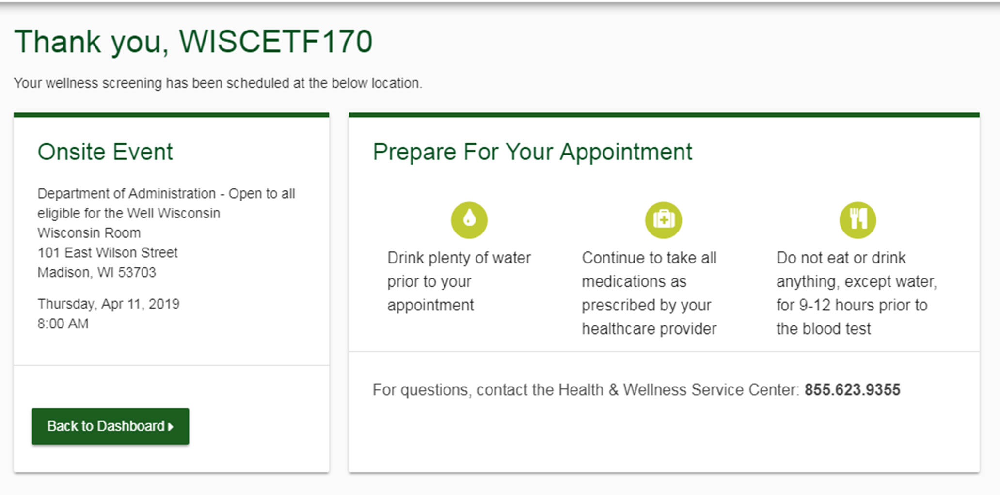 Thank you, WISCETF170
Your wellness screening has been scheduled at the below location.
Onsite Event
Department of Administration - Open to all
eligible for the Well Wisconsin
Wisconsin Room
101 East Wilson Street
Madison, WI 53703
Thursday, Apr 11, 2019
8:00 AM
Back to Dashboard
Prepare For Your Appointment
Drink plenty of water
prior to your
appointment
Continue to take all
medications as
prescribed by your
healthcare provider
Do not eat or drink
anything, except water,
for 9-12 hours prior to
the blood test
For questions, contact the Health & Wellness Service Center: 855.623.9355